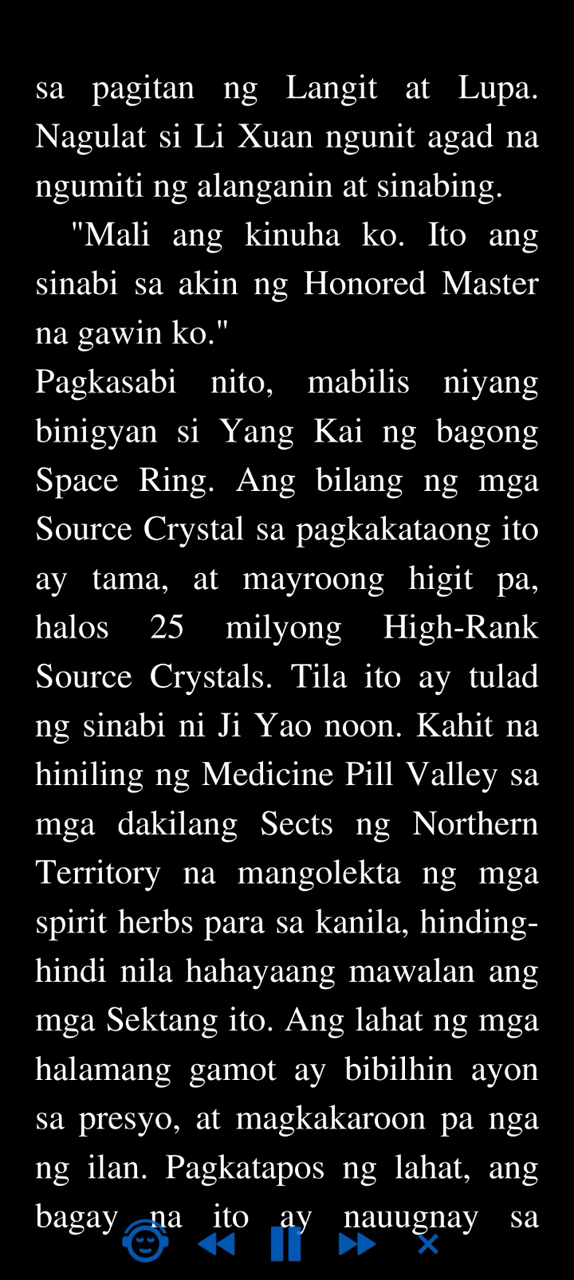 sa pagitan ng Langit at Lupa.
Nagulat si Li Xuan ngunit agad na
ngumiti ng alanganin at sinabing.
"Mali ang kinuha ko. Ito ang
sinabi sa akin ng Honored Master
na gawin ko."
Pagkasabi nito, mabilis niyang
binigyan si Yang Kai ng bagong
Space Ring. Ang bilang ng mga
Source Crystal sa pagkakataong ito
ay tama, at mayroong higit pa,
halos 25 milyong High-Rank
Source Crystals. Tila ito ay tulad
ng sinabi ni Ji Yao noon. Kahit na
hiniling ng Medicine Pill Valley sa
mga dakilang Sects ng Northern
Territory na mangolekta ng mga
spirit herbs para sa kanila, hinding-
hindi nila hahayaang mawalan ang
mga Sektang ito. Ang lahat ng mga
halamang gamot ay bibilhin ayon
sa presyo, at magkakaroon pa nga
ng ilan. Pagkatapos ng lahat, ang
bagay na ito ay nauugnay sa